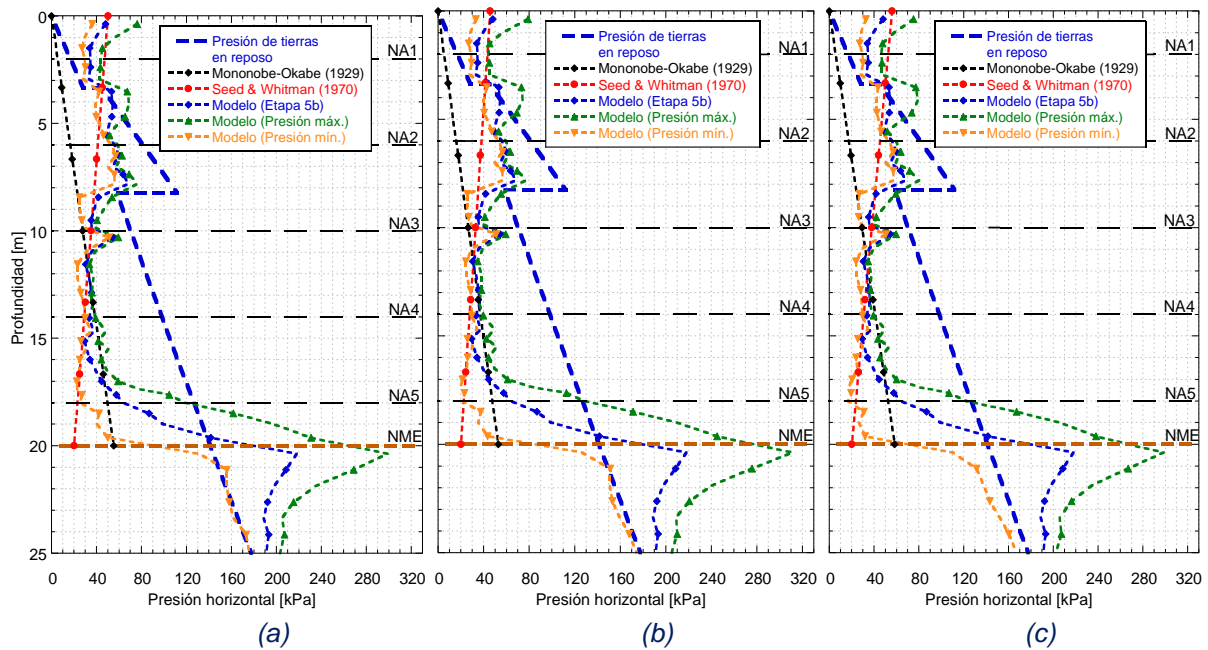 Presión de tierras
en reposo
Mononobe-Okabe (1929)
Seed & Whitman (1970)
Modelo (Etapa 5b)
Modelo (Presión máx.)
Modelo (Presión mín.)
NA1
NA2
NA3
NA4
NA5
NME
0
5
10
15
20
25
Profundidad [m]
0 40 80 120 160 200 240 280 320
Presión horizontal [kPa]
(a)
Presión de tierras
en reposo
Mononobe-Okabe (1929)
Seed & Whitman (1970)
Modelo (Etapa 5b)
Modelo (Presión máx.)
Modelo (Presión mín.)
NA1
NA2
NA3
NA4
NA5
NME
0 40 80 120 160 200 240 280 320
Presión horizontal [kPa]
(b)
Presión de tierras
en reposo
Mononobe-Okabe (1929)
Seed & Whitman (1970)
Modelo (Etapa 5b)
Modelo (Presión máx.)
Modelo (Presión mín.)
NA1
NA2
NA3
NA4
NA5
NME
0 40 80 120 160 200 240 280 320
Presión horizontal [kPa]
(c)